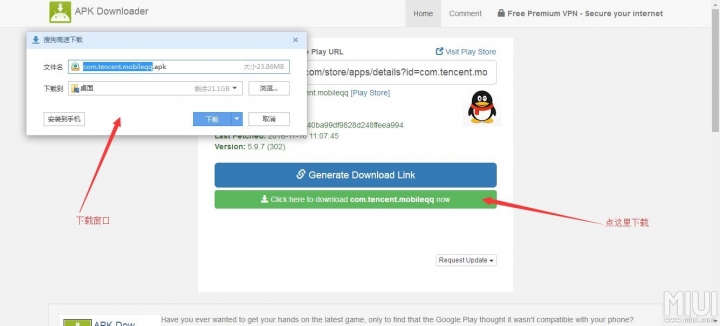 APK Downloader
Home
Comment
Free Premium VPN - Secure your internet
搜狗高速下载
文件名
com.tencent.mobileqq.apk
大小23.86MB
下载到
桌面
剩余21.1GB
浏览...
安装到手机
下载
取消
e Play URL
Visit Play Store
com/store/apps/details?id=com.tencent.mo
ent.mobileqq [Play Store]
40ba99df9828d248ffeea994
Last Fetched: 2016-11-16 11:07:45
Version: 5.9.7 (302)
Generate Download Link
Click here to download com.tencent.mobileqq now
下载窗口
点这里下载
Request Update
MIUI
www.miui.com
APK Dow
Have you ever wanted to get your hands on the latest game, only to find that the Google Play thought it wasn't compatible with your phone?